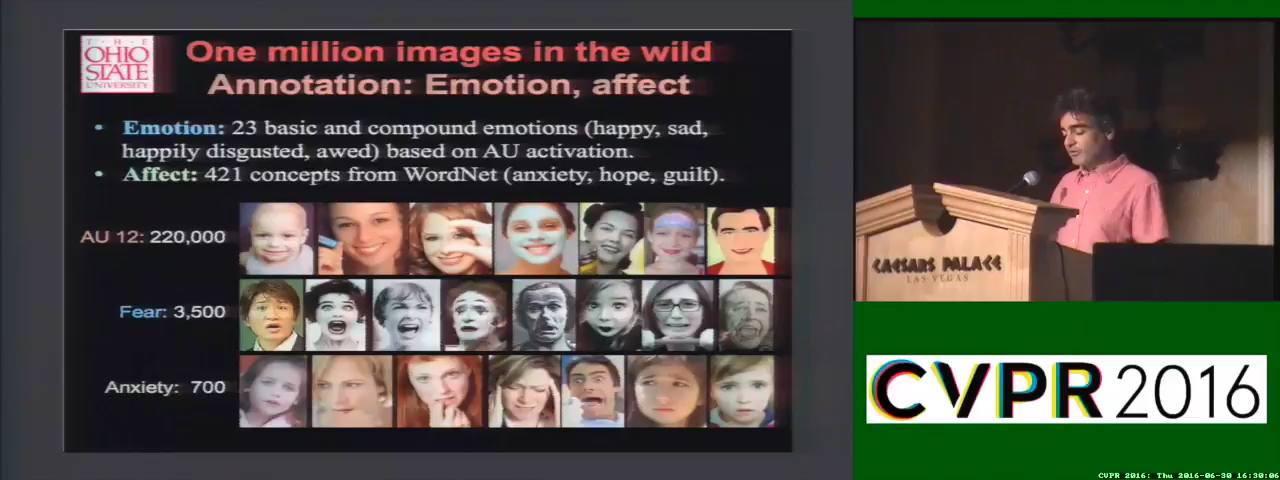 T · H · E
OHIO
STATE
UNIVERSITY
One million images in the wild
Annotation: Emotion, affect
• Emotion: 23 basic and compound emotions (happy, sad,
happily disgusted, awed) based on AU activation.
• Affect: 421 concepts from WordNet (anxiety, hope, guilt).
AU 12: 220,000
Fear: 3,500
Anxiety: 700
CAESARS PALACE
LAS VEGAS
CVPR 2016
CVPR 2016: Thu 2016-06-30 16:30:06